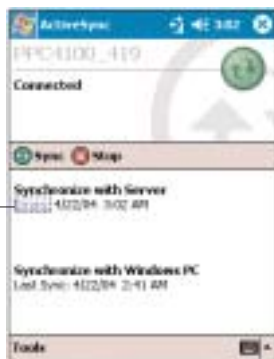 ActiveSync 3:02
PPC4100_419
Connected
Sync Stop
Synchronize with Server
4/22/04 3:02 AM
Synchronize with Windows PC
Last Sync: 4/22/04 2:41 AM
Tools